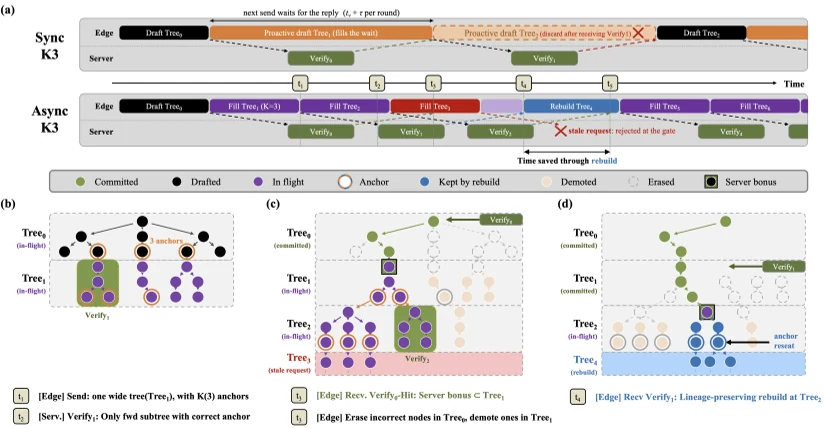 (a)
next send waits for the reply (tᵥ + τ per round)
Sync K3
Edge
Draft Tree₀
Proactive draft Tree₁ (fills the wait)
Proactive draft Tree₂ (discard after receiving Verify1)
Draft Tree₂
Server
Verify₀
Verify₁
t₁
t₂
t₃
t₄
t₅
Time
Async K3
Edge
Draft Tree₀
Fill Tree₁ (K=3)
Fill Tree₂
Fill Tree₃
Rebuild Tree₄
Fill Tree₅
Fill Tree₆
Server
Verify₀
Verify₁
Verify₂
stale request: rejected at the gate
Verify₄
Time saved through rebuild
Committed
Drafted
In flight
Anchor
Kept by rebuild
Demoted
Erased
Server bonus
(b)
Tree₀
(in-flight)
3 anchors
Tree₁
(in-flight)
Verify₁
t₁
[Edge] Send: one wide tree(Tree₁), with K(3) anchors
t₂
[Serv.] Verify₁: Only fwd subtree with correct anchor
(c)
Verify₀
Tree₀
(committed)
Tree₁
(in-flight)
Tree₂
(in-flight)
Verify₂
Tree₃
(stale request)
t₃
[Edge] Recv. Verify₀-Hit: Server bonus ⊂ Tree₁
t₃
[Edge] Erase incorrect nodes in Tree₀, demote ones in Tree₁
(d)
Tree₀
(committed)
Verify₁
Tree₁
(committed)
Tree₂
(in-flight)
anchor reseat
Tree₄
(rebuild)
t₄
[Edge] Recv Verify₁: Lineage-preserving rebuild at Tree₂